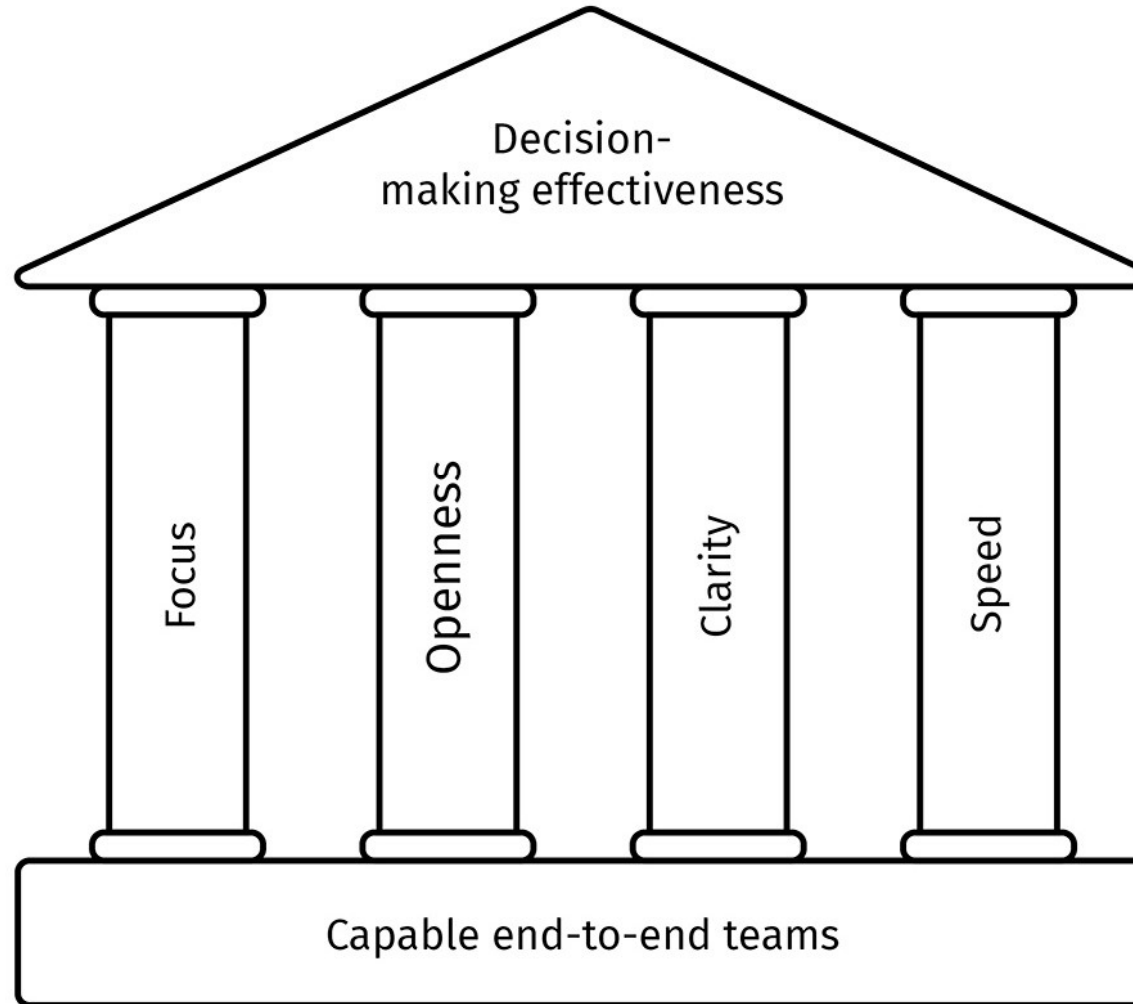 Decision-
making effectiveness
Focus
Openness
Clarity
Speed
Capable end-to-end teams